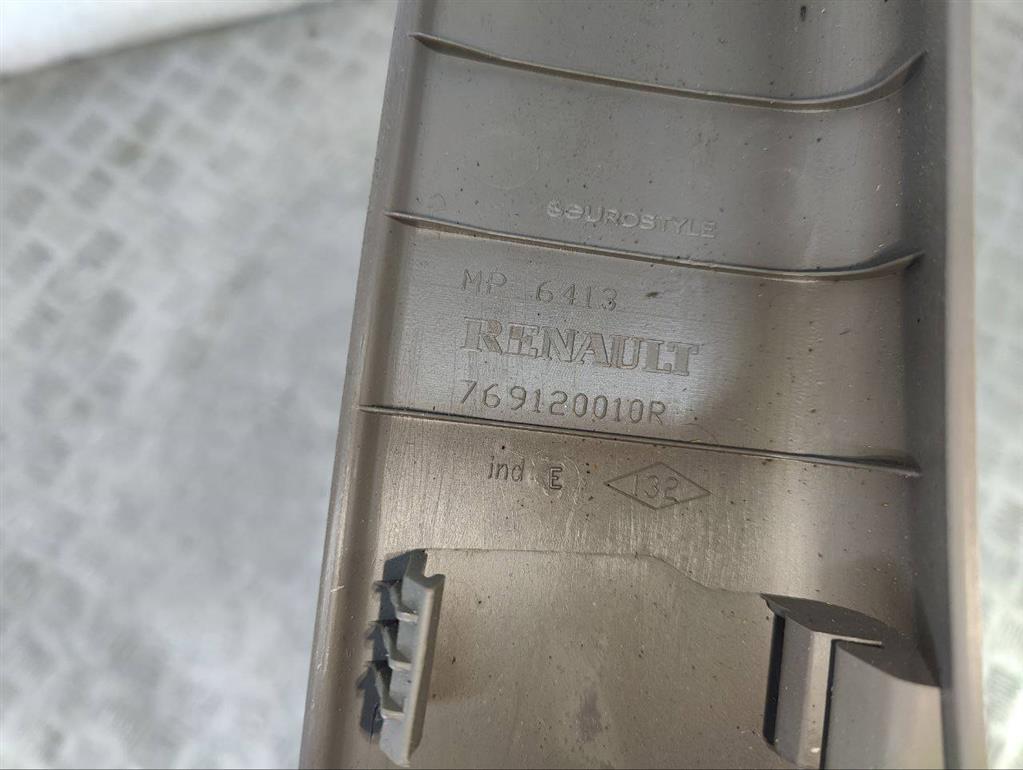 EUROSTYLE
MP 6413
RENAULT
769120010R
ind E 132